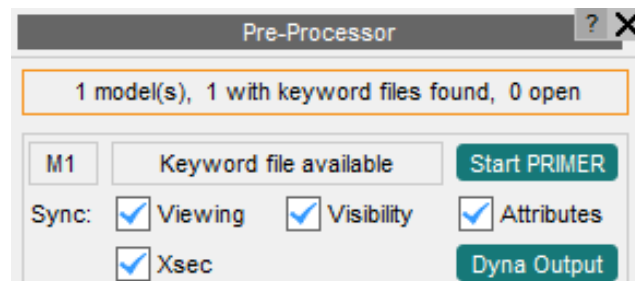 Pre-Processor ? X
1 model(s), 1 with keyword files found, 0 open
M1 Keyword file available Start PRIMER
Sync: Viewing Visibility Attributes
Xsec Dyna Output